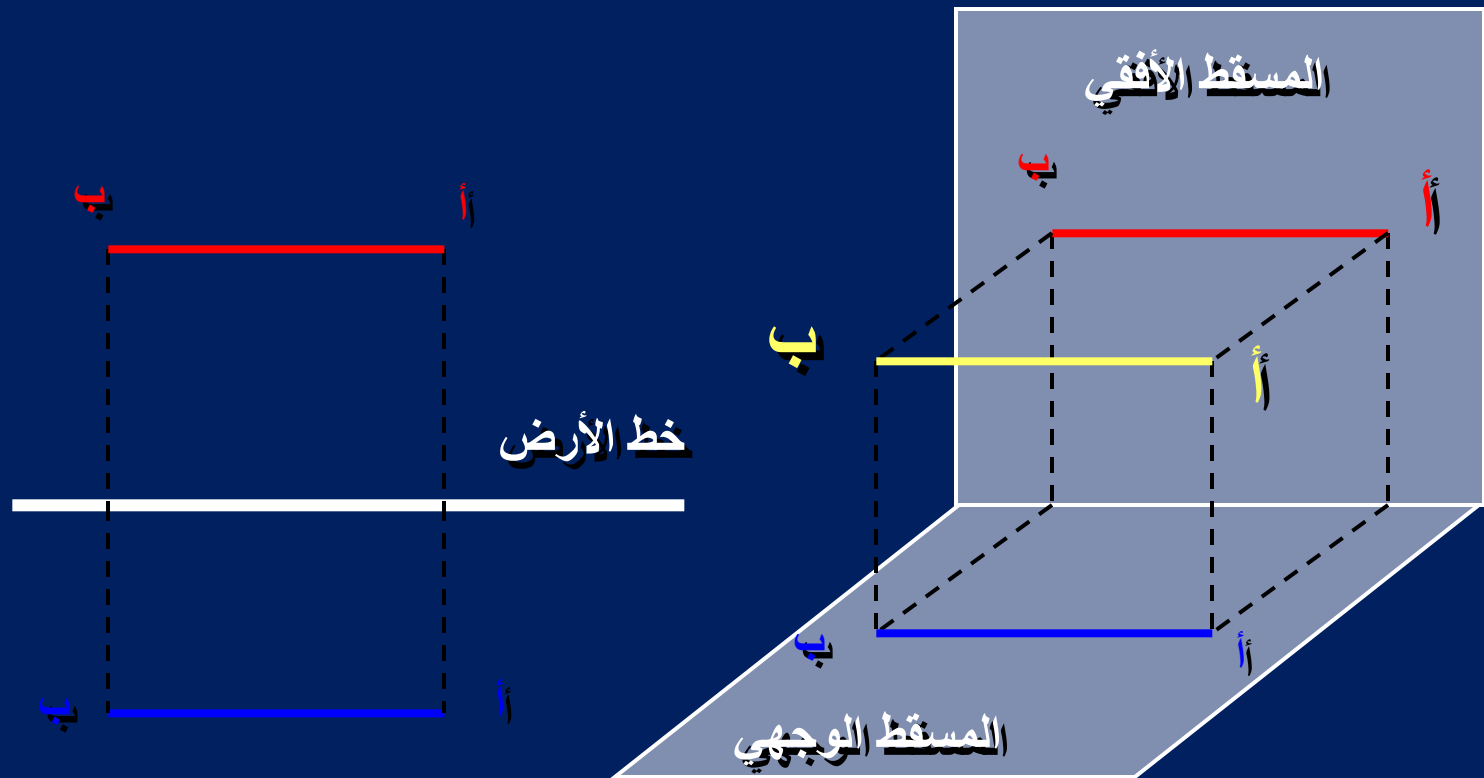 المسقط الأفقي
ب
أ
ب
أ
ب
أ
خط الأرض
ب
أ
ب
أ
المسقط الوجهي